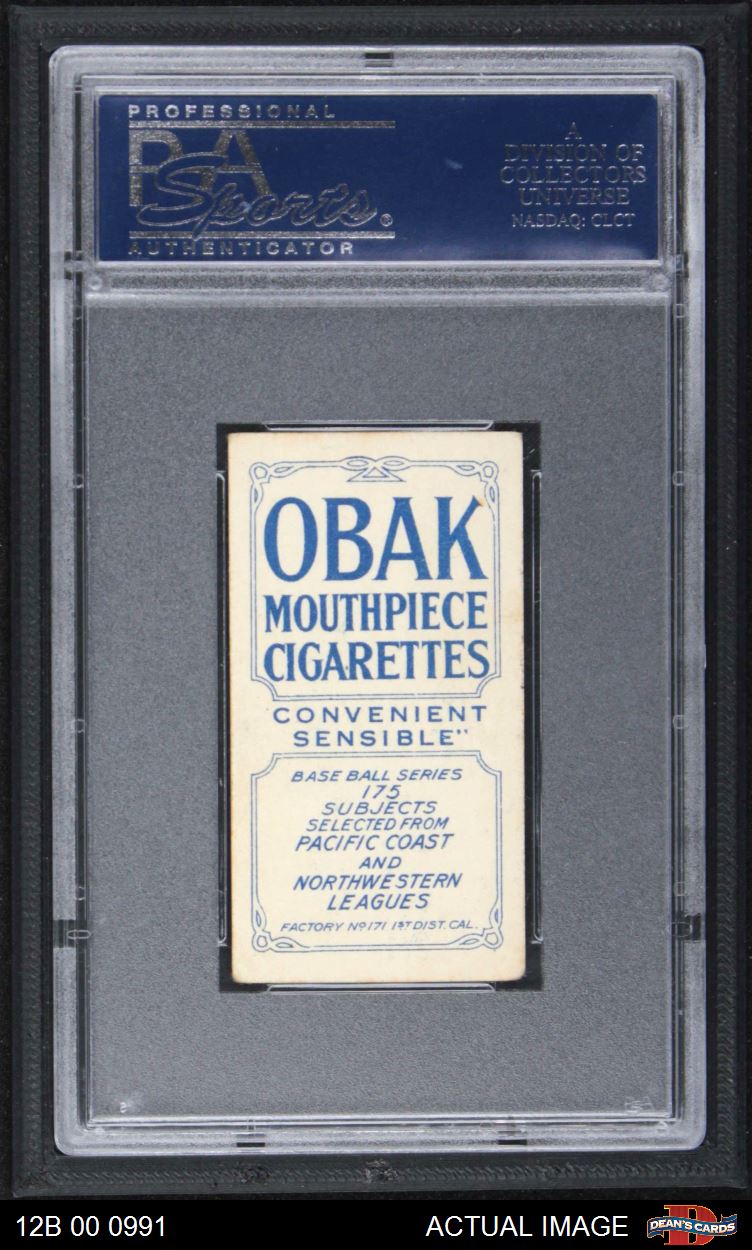 PROFESSIONAL
PSA
Sports®
AUTHENTICATOR
A
DIVISION OF
COLLECTORS
UNIVERSE
NASDAQ: CLCT
OBAK
MOUTHPIECE
CIGARETTES
CONVENIENT
SENSIBLE"
BASE BALL SERIES
175
SUBJECTS
SELECTED FROM
PACIFIC COAST
AND
NORTHWESTERN
LEAGUES
FACTORY Nº 171 1ST DIST. CAL.
PSA
12B 00 0991
ACTUAL IMAGE
DEAN'S CARDS